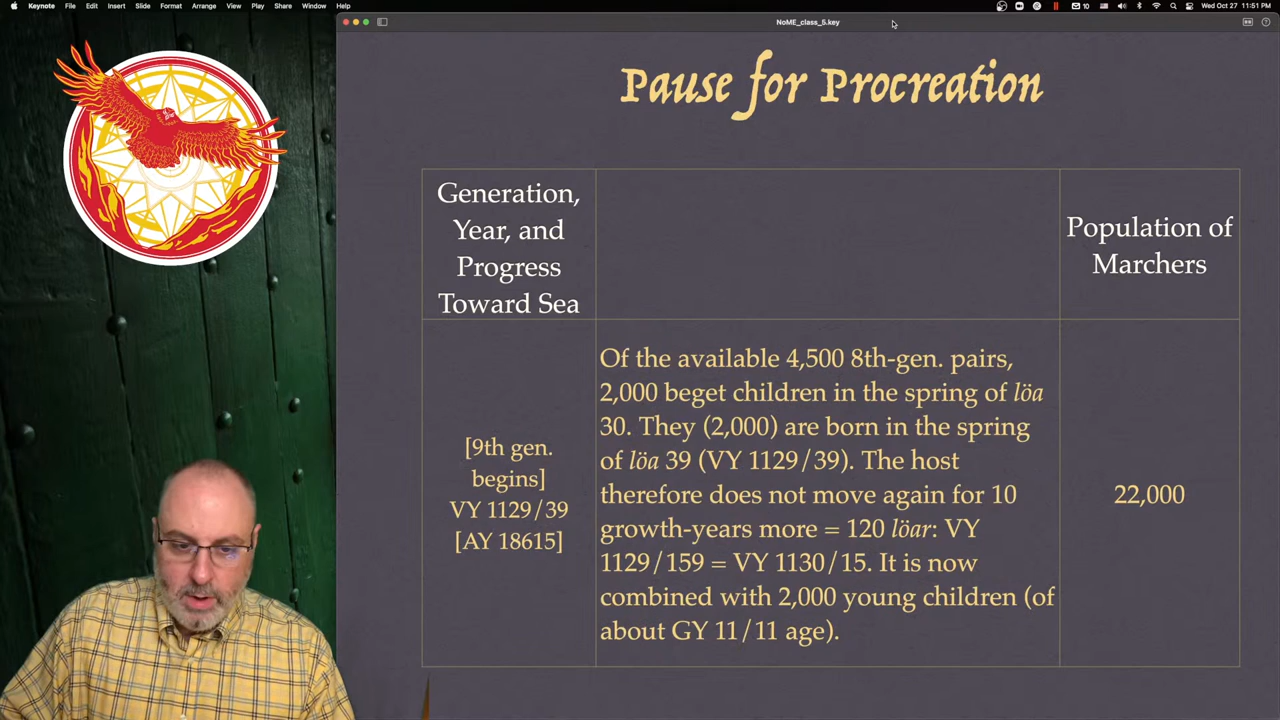 Keynote File Edit Insert Slide Format Arrange View Play Share Window Help
10
Wed Oct 27 11:51 PM
NoME_class_5.key
Pause for Procreation
Generation,
Year, and
Progress
Toward Sea
Population of
Marchers
[9th gen.
begins]
VY 1129/39
[AY 18615]
Of the available 4,500 8th-gen. pairs,
2,000 beget children in the spring of löa
30. They (2,000) are born in the spring
of löa 39 (VY 1129/39). The host
therefore does not move again for 10
growth-years more = 120 löar: VY
1129/159 = VY 1130/15. It is now
combined with 2,000 young children (of
about GY 11/11 age).
22,000